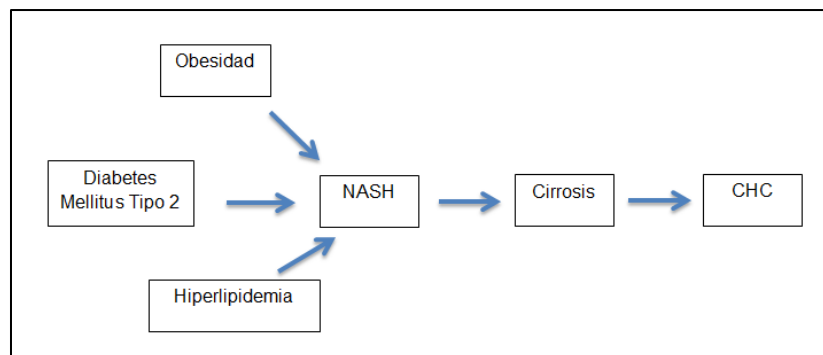 Obesidad
Diabetes
Mellitus Tipo 2
NASH
Cirrosis
CHC
Hiperlipidemia